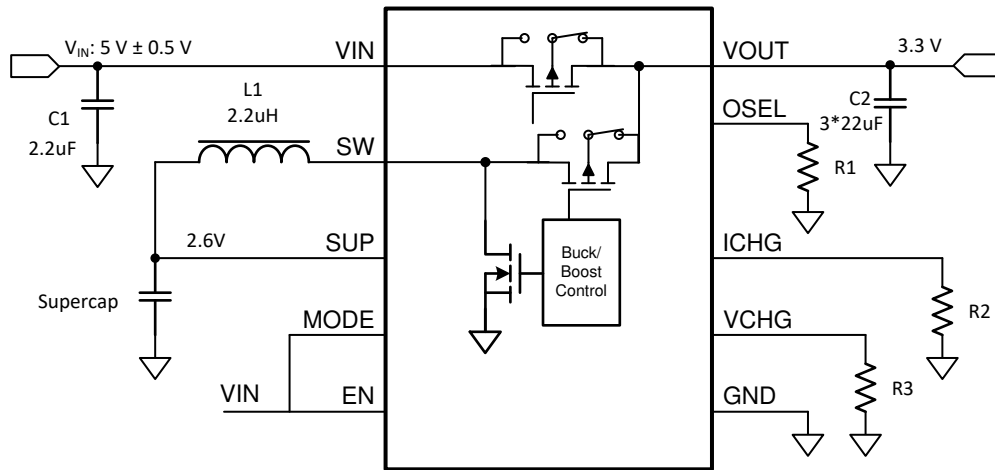 V_IN: 5 V ± 0.5 V
VIN
VOUT
3.3 V
C1
2.2uF
L1
2.2uH
SW
OSEL
C2
3*22uF
R1
2.6V
SUP
Supercap
Buck/
Boost
Control
ICHG
R2
MODE
VCHG
VIN
EN
R3
GND